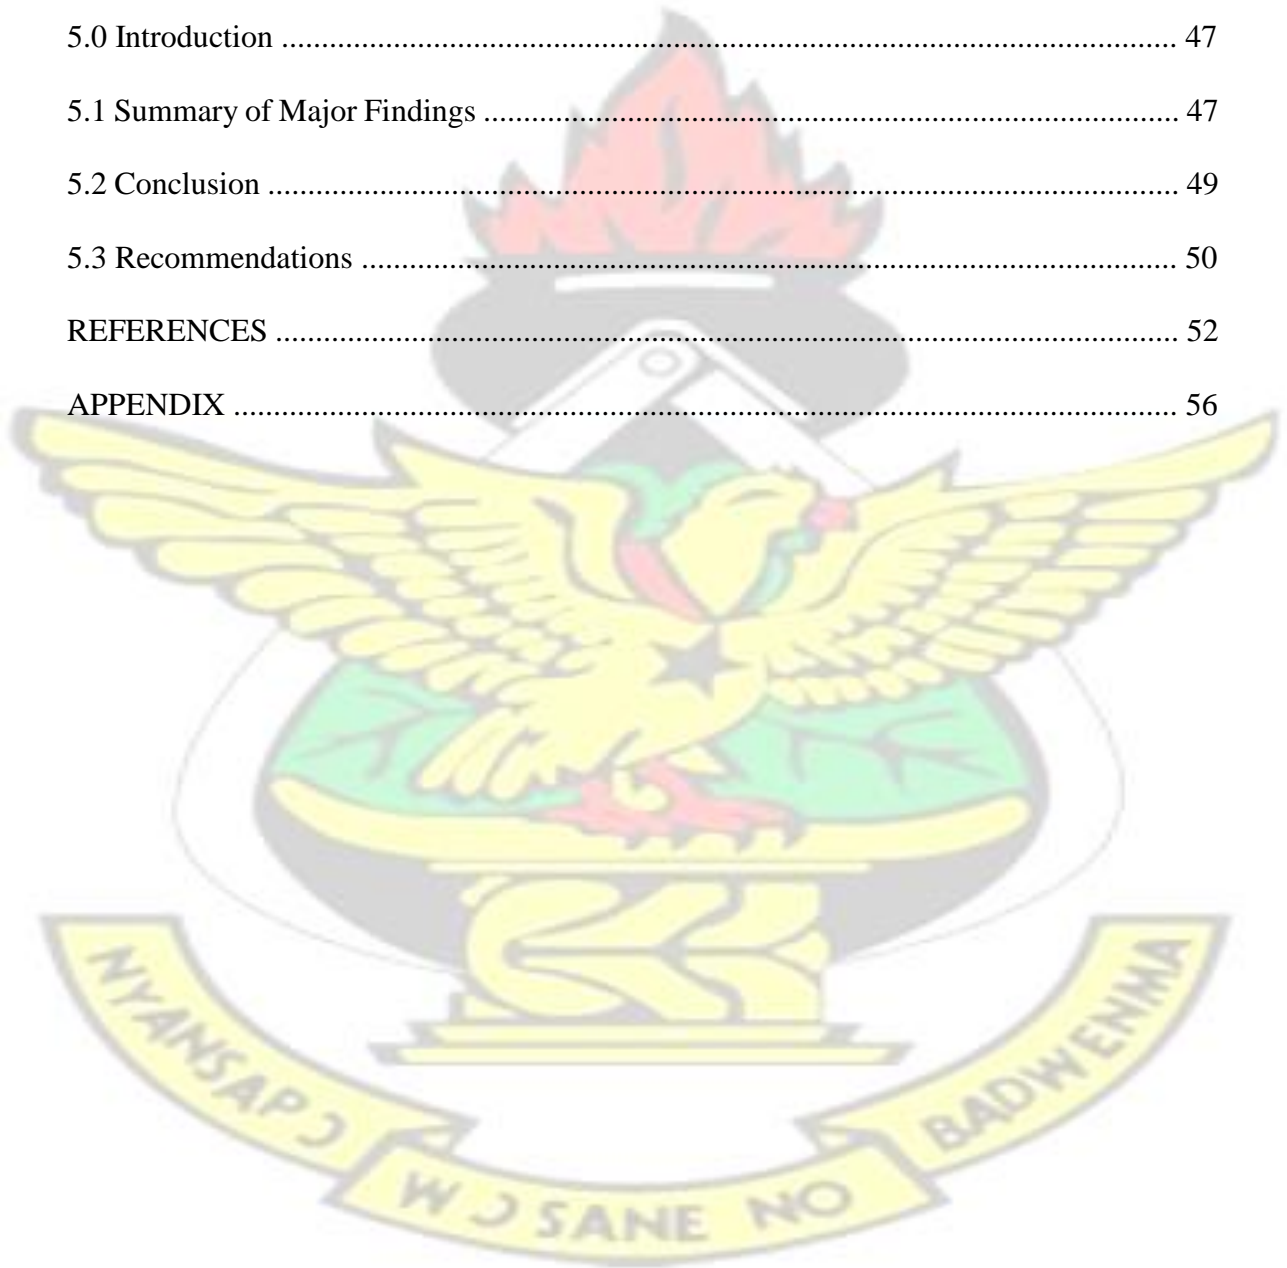 5.0 Introduction ................................................................................................................ 47
5.1 Summary of Major Findings ....................................................................................... 47
5.2 Conclusion .................................................................................................................. 49
5.3 Recommendations ...................................................................................................... 50
REFERENCES ................................................................................................................. 52
APPENDIX ...................................................................................................................... 56
NYANSAPƆ
WƆSANE NO
BADWENMA